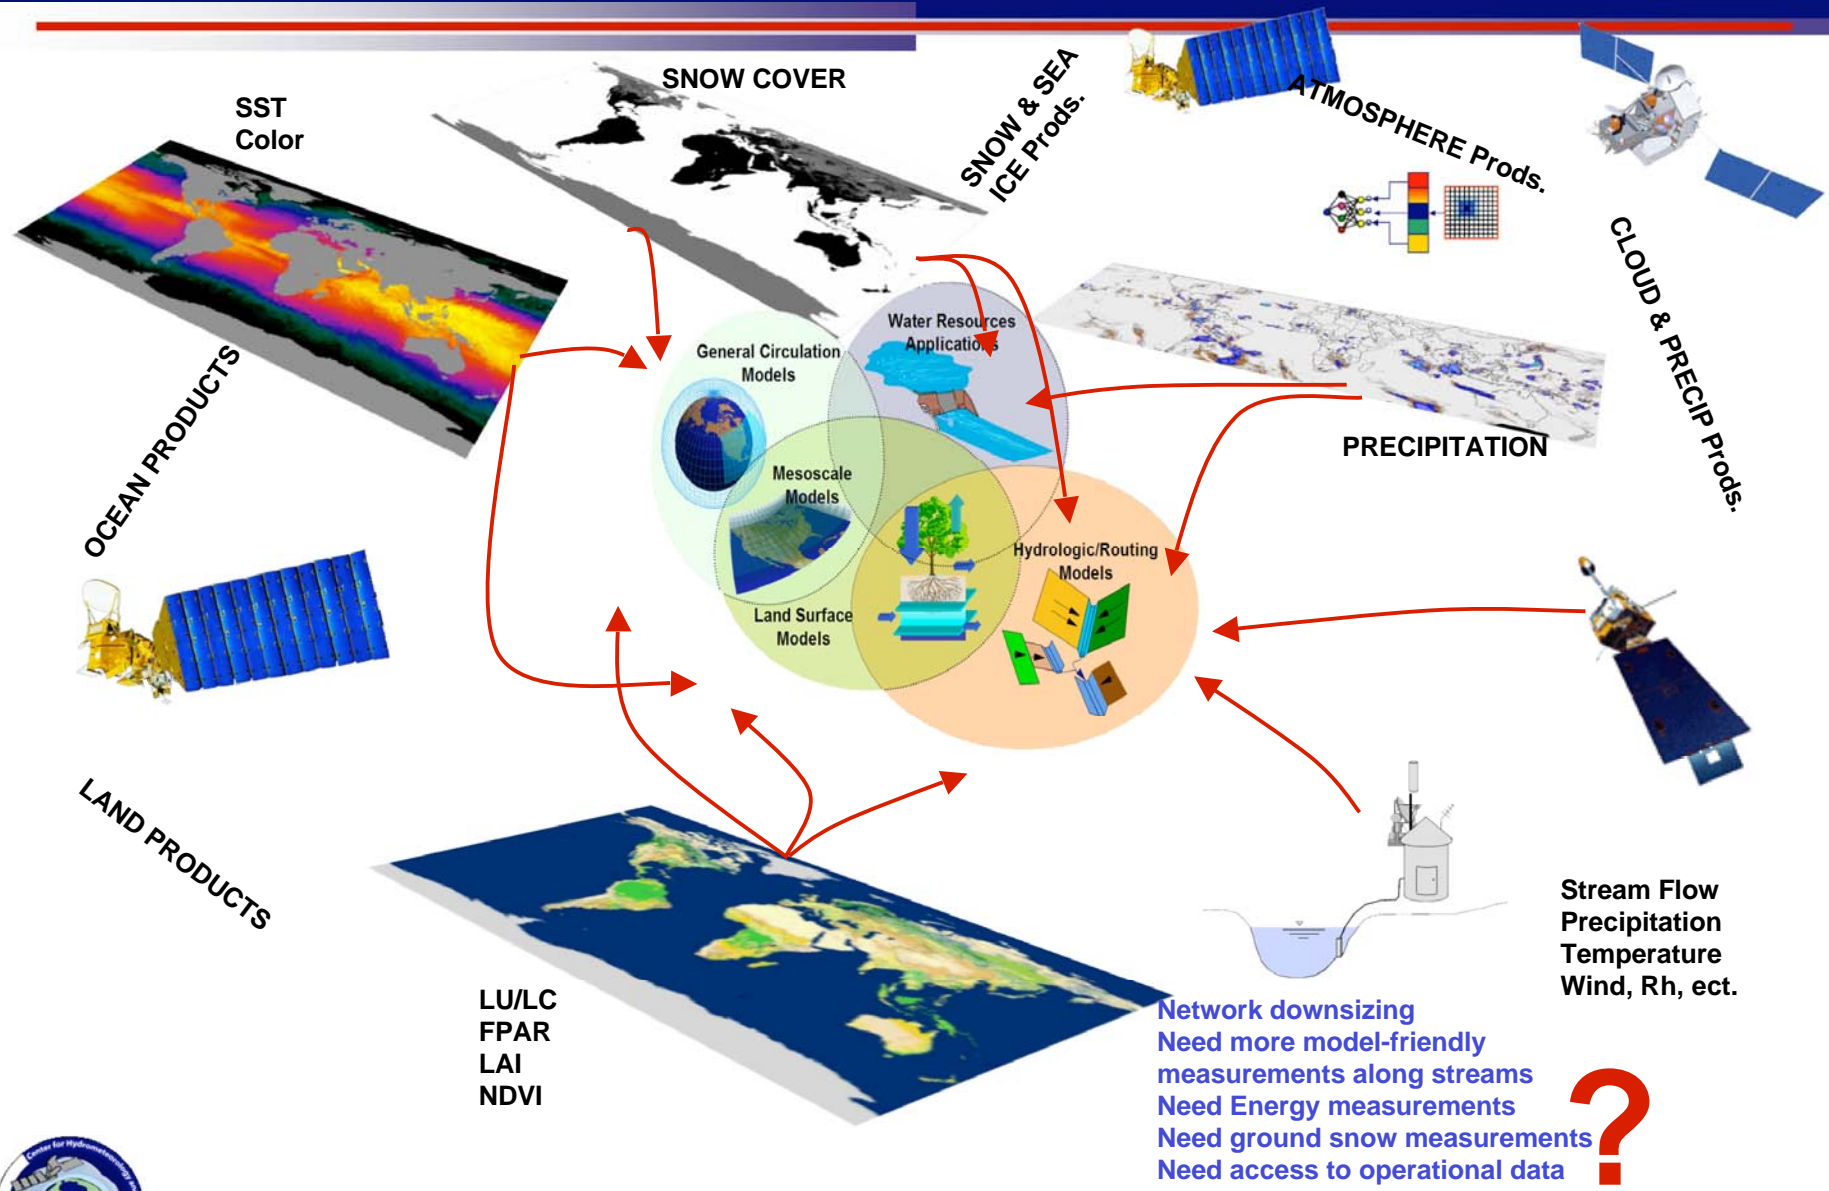 SNOW COVER
SST
Color
SNOW & SEA
ICE Prods.
ATMOSPHERE Prods.
CLOUD & PRECIP Prods.
OCEAN PRODUCTS
General Circulation
Models
Water Resources
Applications
Mesoscale
Models
Land Surface
Models
Hydrologic/Routing
Models
PRECIPITATION
LAND PRODUCTS
LU/LC
FPAR
LAI
NDVI
Stream Flow
Precipitation
Temperature
Wind, Rh, ect.
Network downsizing
Need more model-friendly
measurements along streams
Need Energy measurements
Need ground snow measurements
Need access to operational data
?
Center for Hydrometeorology